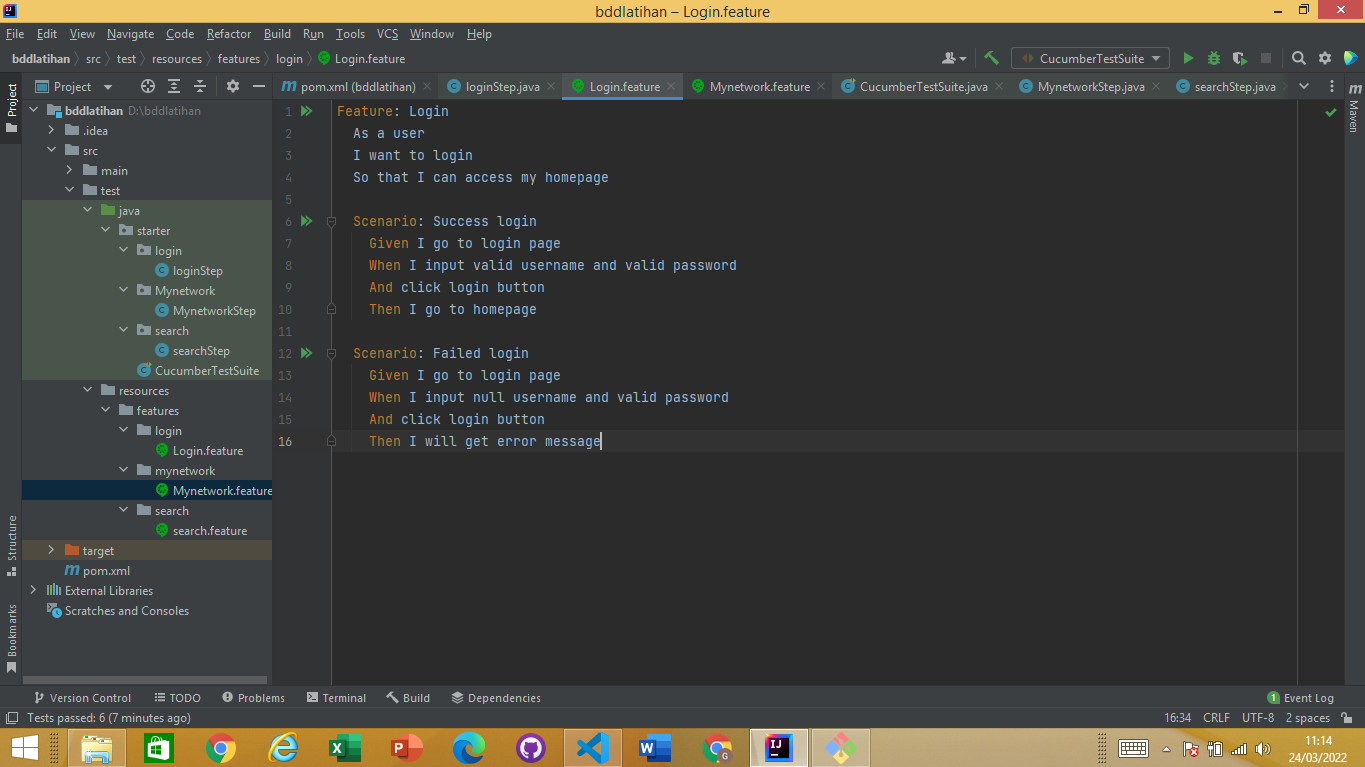 bddlatihan – Login.feature
File Edit View Navigate Code Refactor Build Run Tools VCS Window Help
bddlatihan src test resources features login Login.feature CucumberTestSuite
Project pom.xml (bddlatihan) loginStep.java Login.feature Mynetwork.feature CucumberTestSuite.java MynetworkStep.java searchStep.java
Project
Structure
Bookmarks
Maven
bddlatihan D:\bddlatihan
.idea
src
main
test
java
starter
login
loginStep
Mynetwork
MynetworkStep
search
searchStep
CucumberTestSuite
resources
features
login
Login.feature
mynetwork
Mynetwork.feature
search
search.feature
target
pom.xml
External Libraries
Scratches and Consoles
1 Feature: Login
2 As a user
3 I want to login
4 So that I can access my homepage
5
6 Scenario: Success login
7 Given I go to login page
8 When I input valid username and valid password
9 And click login button
10 Then I go to homepage
11
12 Scenario: Failed login
13 Given I go to login page
14 When I input null username and valid password
15 And click login button
16 Then I will get error message
Version Control TODO Problems Terminal Build Dependencies 1 Event Log
Tests passed: 6 (7 minutes ago) 16:34 CRLF UTF-8 2 spaces
11:14
24/03/2022